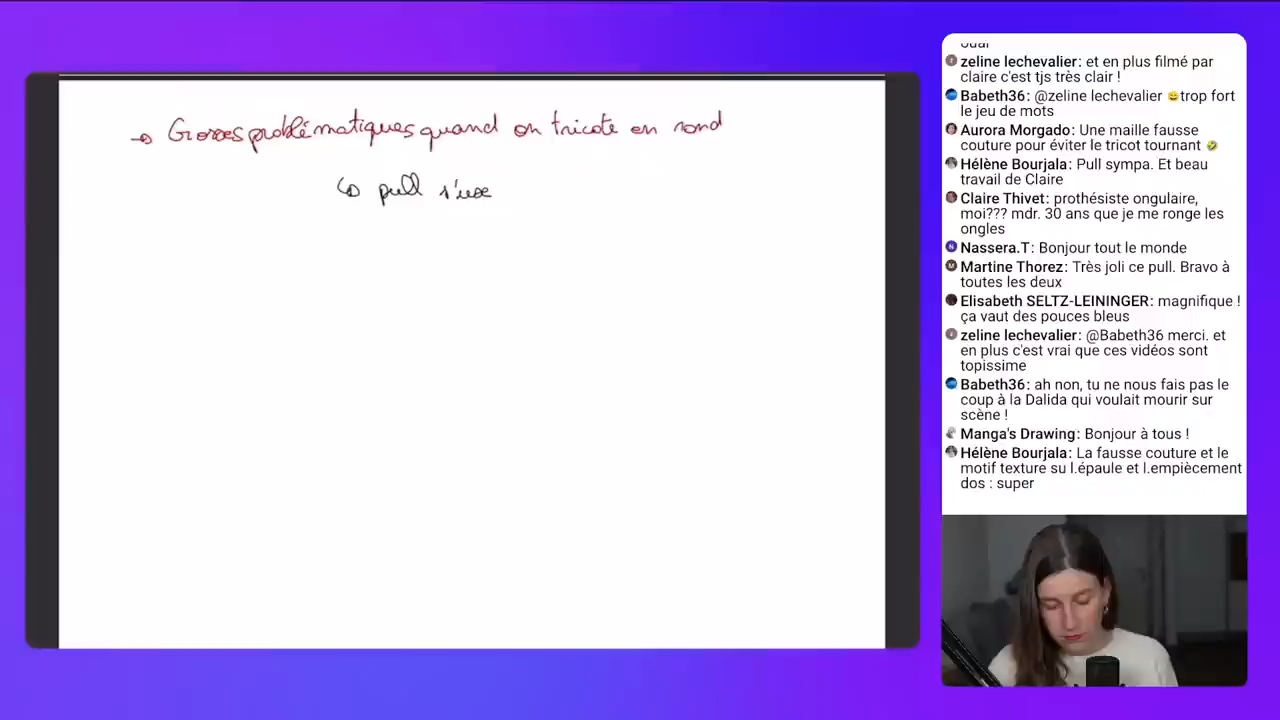 → Grosses problématiques quand on tricote en rond
↳ pull s'use
ouai
zeline lechevalier: et en plus filmé par
claire c'est tjs très clair !
Babeth36: @zeline lechevalier 😄trop fort
le jeu de mots
Aurora Morgado: Une maille fausse
couture pour éviter le tricot tournant 🤣
Hélène Bourjala: Pull sympa. Et beau
travail de Claire
Claire Thivet: prothésiste ongulaire,
moi??? mdr. 30 ans que je me ronge les
ongles
Nassera.T: Bonjour tout le monde
Martine Thorez: Très joli ce pull. Bravo à
toutes les deux
Elisabeth SELTZ-LEININGER: magnifique !
ça vaut des pouces bleus
zeline lechevalier: @Babeth36 merci. et
en plus c'est vrai que ces vidéos sont
topissime
Babeth36: ah non, tu ne nous fais pas le
coup à la Dalida qui voulait mourir sur
scène !
Manga's Drawing: Bonjour à tous !
Hélène Bourjala: La fausse couture et le
motif texture su l.épaule et l.empiècement
dos : super